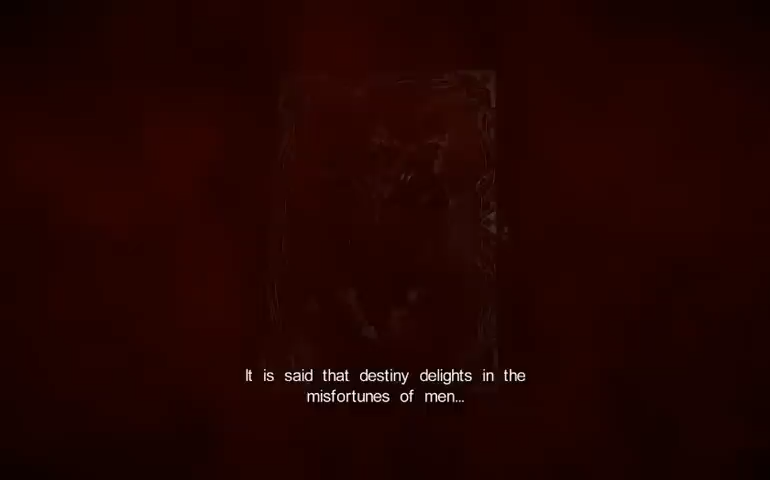 It is said that destiny delights in the
misfortunes of men...